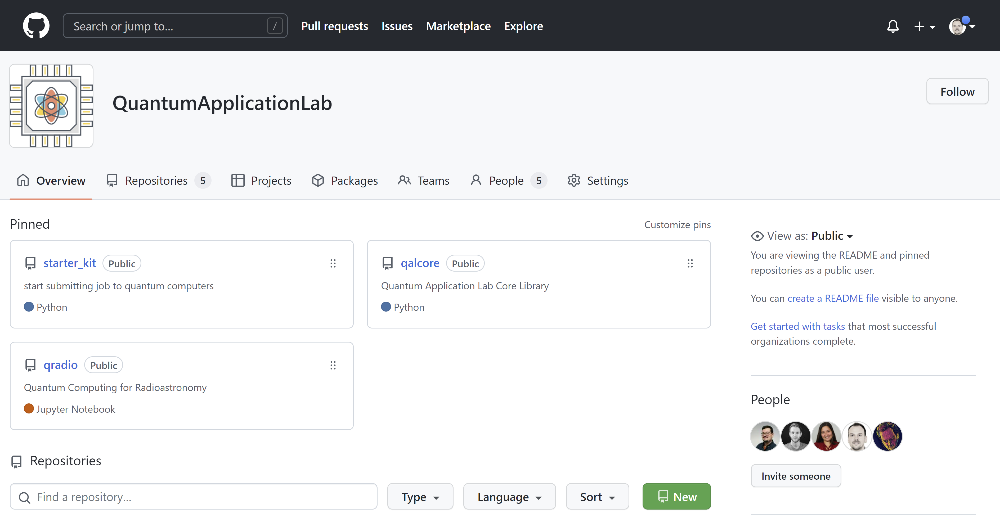 Search or jump to...
/
Pull requests
Issues
Marketplace
Explore
QuantumApplicationLab
Follow
Overview
Repositories 5
Projects
Packages
Teams
People 5
Settings
Pinned
Customize pins
starter_kit Public
start submitting job to quantum computers
Python
qalcore Public
Quantum Application Lab Core Library
Python
qradio Public
Quantum Computing for Radioastronomy
Jupyter Notebook
Repositories
Find a repository...
Type
Language
Sort
New
View as: Public
You are viewing the README and pinned
repositories as a public user.
You can create a README file visible to anyone.
Get started with tasks that most successful
organizations complete.
People
Invite someone